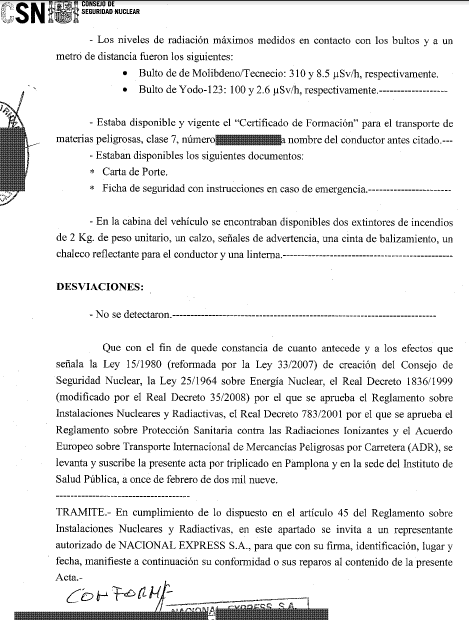 CSN CONSEJO DE
SEGURIDAD NUCLEAR
- Los niveles de radiación máximos medidos en contacto con los bultos y a un
metro de distancia fueron los siguientes:
• Bulto de de Molibdeno/Tecnecio: 310 y 8.5 µSv/h, respectivamente.
• Bulto de Yodo-123: 100 y 2.6 µSv/h, respectivamente.--------------------
- Estaba disponible y vigente el “Certificado de Formación” para el transporte de
materias peligrosas, clase 7, número a nombre del conductor antes citado.---
- Estaban disponibles los siguientes documentos:
* Carta de Porte.
* Ficha de seguridad con instrucciones en caso de emergencia.------------------------
- En la cabina del vehículo se encontraban disponibles dos extintores de incendios
de 2 Kg. de peso unitario, un calzo, señales de advertencia, una cinta de balizamiento, un
chaleco reflectante para el conductor y una linterna.--------------------------------------------------
DESVIACIONES:
- No se detectaron.----------------------------------------------------------------
Que con el fin de quede constancia de cuanto antecede y a los efectos que
señala la Ley 15/1980 (reformada por la Ley 33/2007) de creación del Consejo de
Seguridad Nuclear, la Ley 25/1964 sobre Energía Nuclear, el Real Decreto 1836/1999
(modificado por el Real Decreto 35/2008) por el que se aprueba el Reglamento sobre
Instalaciones Nucleares y Radiactivas, el Real Decreto 783/2001 por el que se aprueba el
Reglamento sobre Protección Sanitaria contra las Radiaciones Ionizantes y el Acuerdo
Europeo sobre Transporte Internacional de Mercancías Peligrosas por Carretera (ADR), se
levanta y suscribe la presente acta por triplicado en Pamplona y en la sede del Instituto de
Salud Pública, a once de febrero de dos mil nueve.
--------------------------------------
TRAMITE.- En cumplimiento de lo dispuesto en el artículo 45 del Reglamento sobre
Instalaciones Nucleares y Radiactivas, en este apartado se invita a un representante
autorizado de NACIONAL EXPRESS S.A., para que con su firma, identificación, lugar y
fecha, manifieste a continuación su conformidad o sus reparos al contenido de la presente
Acta.-
CONFORME
NACIONAL EXPRESS, S.A.